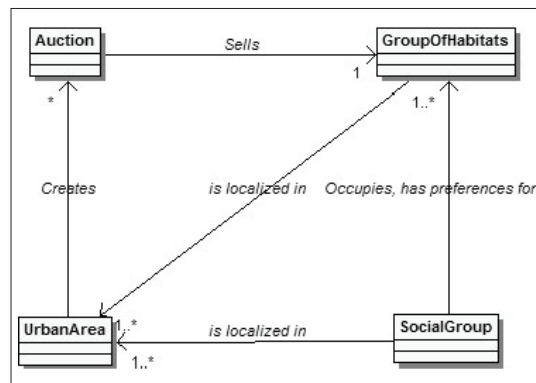 Auction
Sells
GroupOfHabitats
1
*
1..*
Creates
is localized in
Occupies, has preferences for
UrbanArea
1..*
is localized in
SocialGroup
1..*